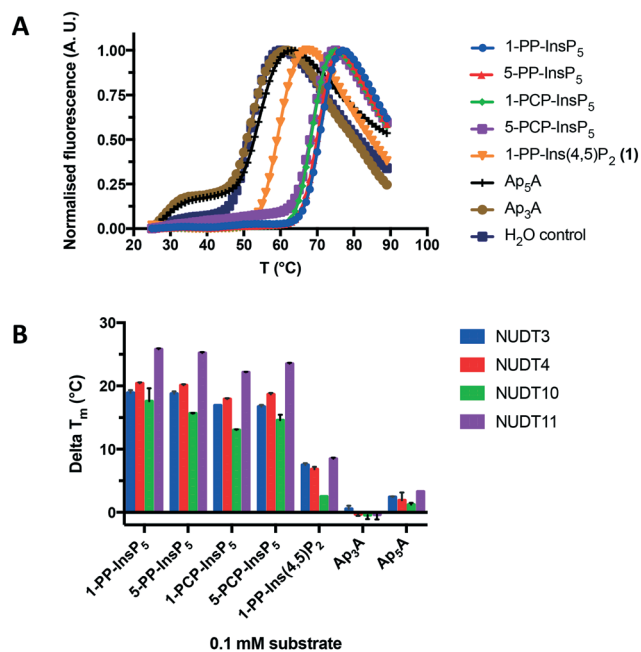 A
Normalised fluorescence (A. U.)
1.00
0.75
0.50
0.25
0.00
20 30 40 50 60 70 80 90 100
T (°C)
1-PP-InsP5
5-PP-InsP5
1-PCP-InsP5
5-PCP-InsP5
1-PP-Ins(4,5)P2 (1)
Ap5A
Ap3A
H2O control
B
Delta Tm (°C)
30
20
10
0
1-PP-InsP5
5-PP-InsP5
1-PCP-InsP5
5-PCP-InsP5
1-PP-Ins(4,5)P2
Ap3A
Ap5A
0.1 mM substrate
NUDT3
NUDT4
NUDT10
NUDT11